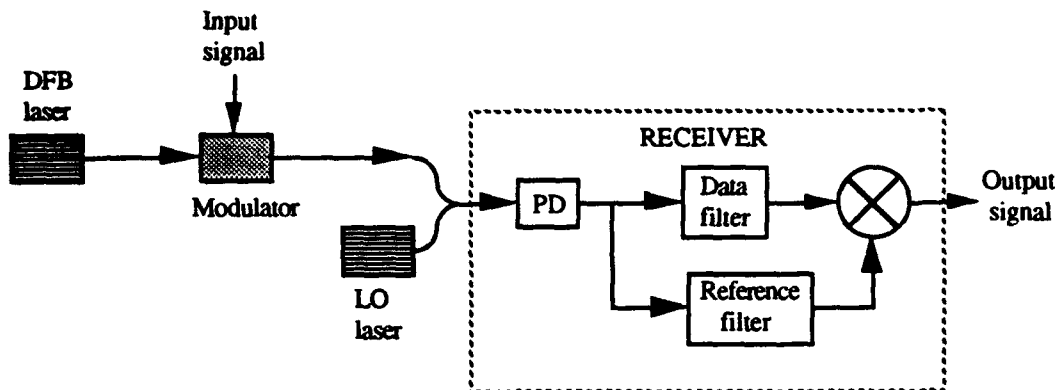 Input
signal
DFB
laser
RECEIVER
Modulator
PD
Data
filter
Output
signal
LO
laser
Reference
filter